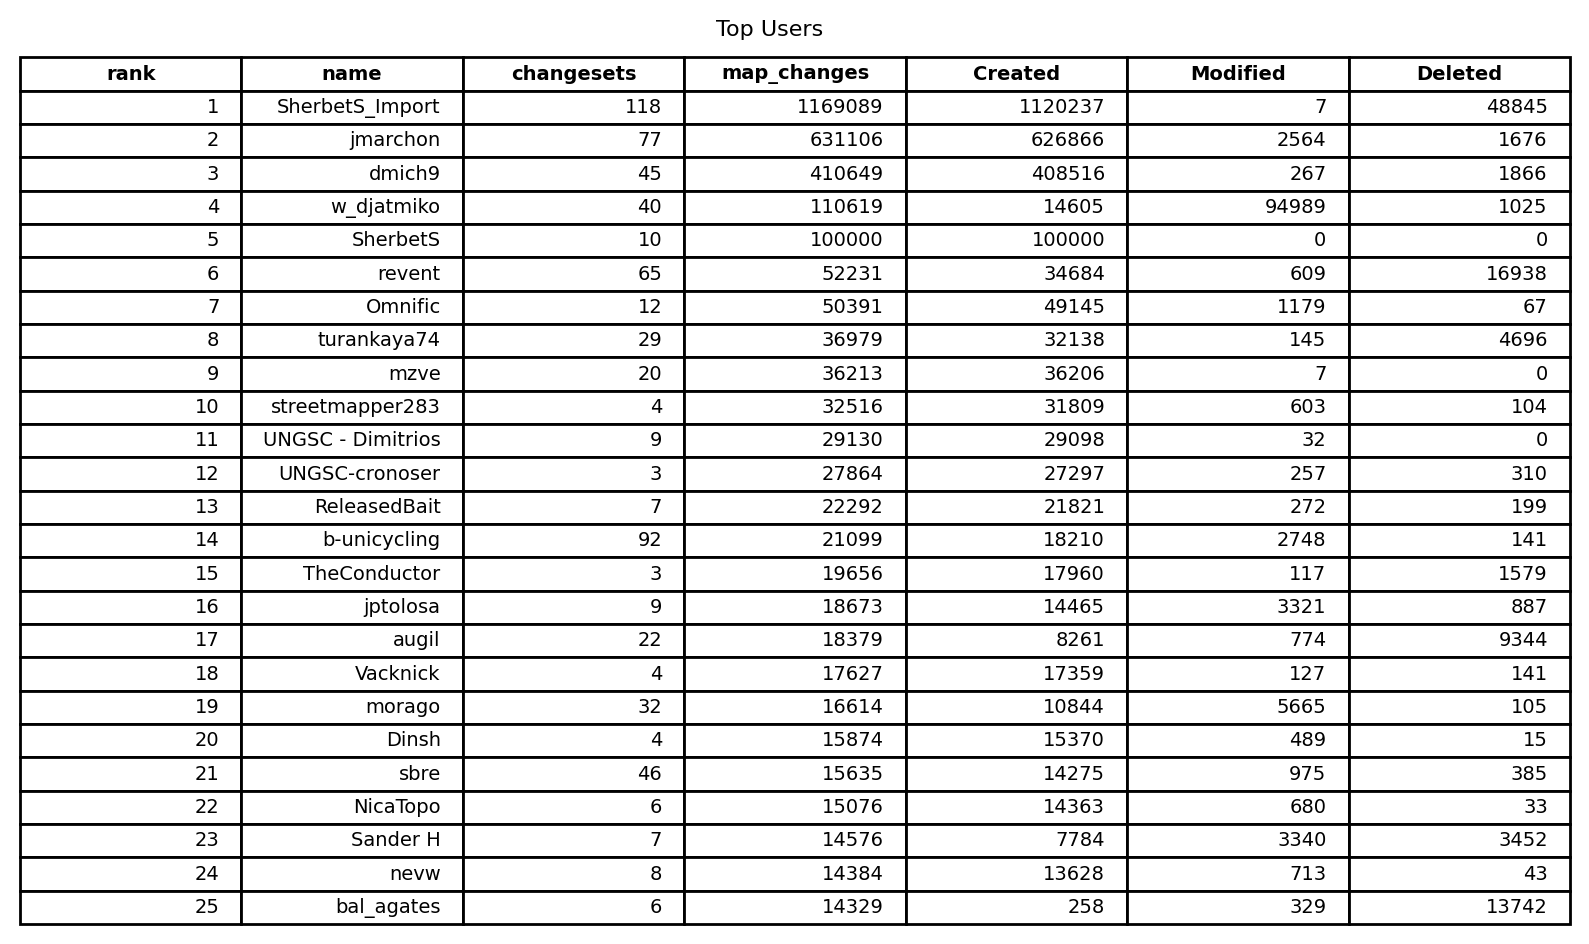 Top Users
rank name changesets map_changes Created Modified Deleted
1 SherbetS_Import 118 1169089 1120237 7 48845
2 jmarchon 77 631106 626866 2564 1676
3 dmich9 45 410649 408516 267 1866
4 w_djatmiko 40 110619 14605 94989 1025
5 SherbetS 10 100000 100000 0 0
6 revent 65 52231 34684 609 16938
7 Omnific 12 50391 49145 1179 67
8 turankaya74 29 36979 32138 145 4696
9 mzve 20 36213 36206 7 0
10 streetmapper283 4 32516 31809 603 104
11 UNGSC - Dimitrios 9 29130 29098 32 0
12 UNGSC-cronoser 3 27864 27297 257 310
13 ReleasedBait 7 22292 21821 272 199
14 b-unicycling 92 21099 18210 2748 141
15 TheConductor 3 19656 17960 117 1579
16 jptolosa 9 18673 14465 3321 887
17 augil 22 18379 8261 774 9344
18 Vacknick 4 17627 17359 127 141
19 morago 32 16614 10844 5665 105
20 Dinsh 4 15874 15370 489 15
21 sbre 46 15635 14275 975 385
22 NicaTopo 6 15076 14363 680 33
23 Sander H 7 14576 7784 3340 3452
24 nevw 8 14384 13628 713 43
25 bal_agates 6 14329 258 329 13742